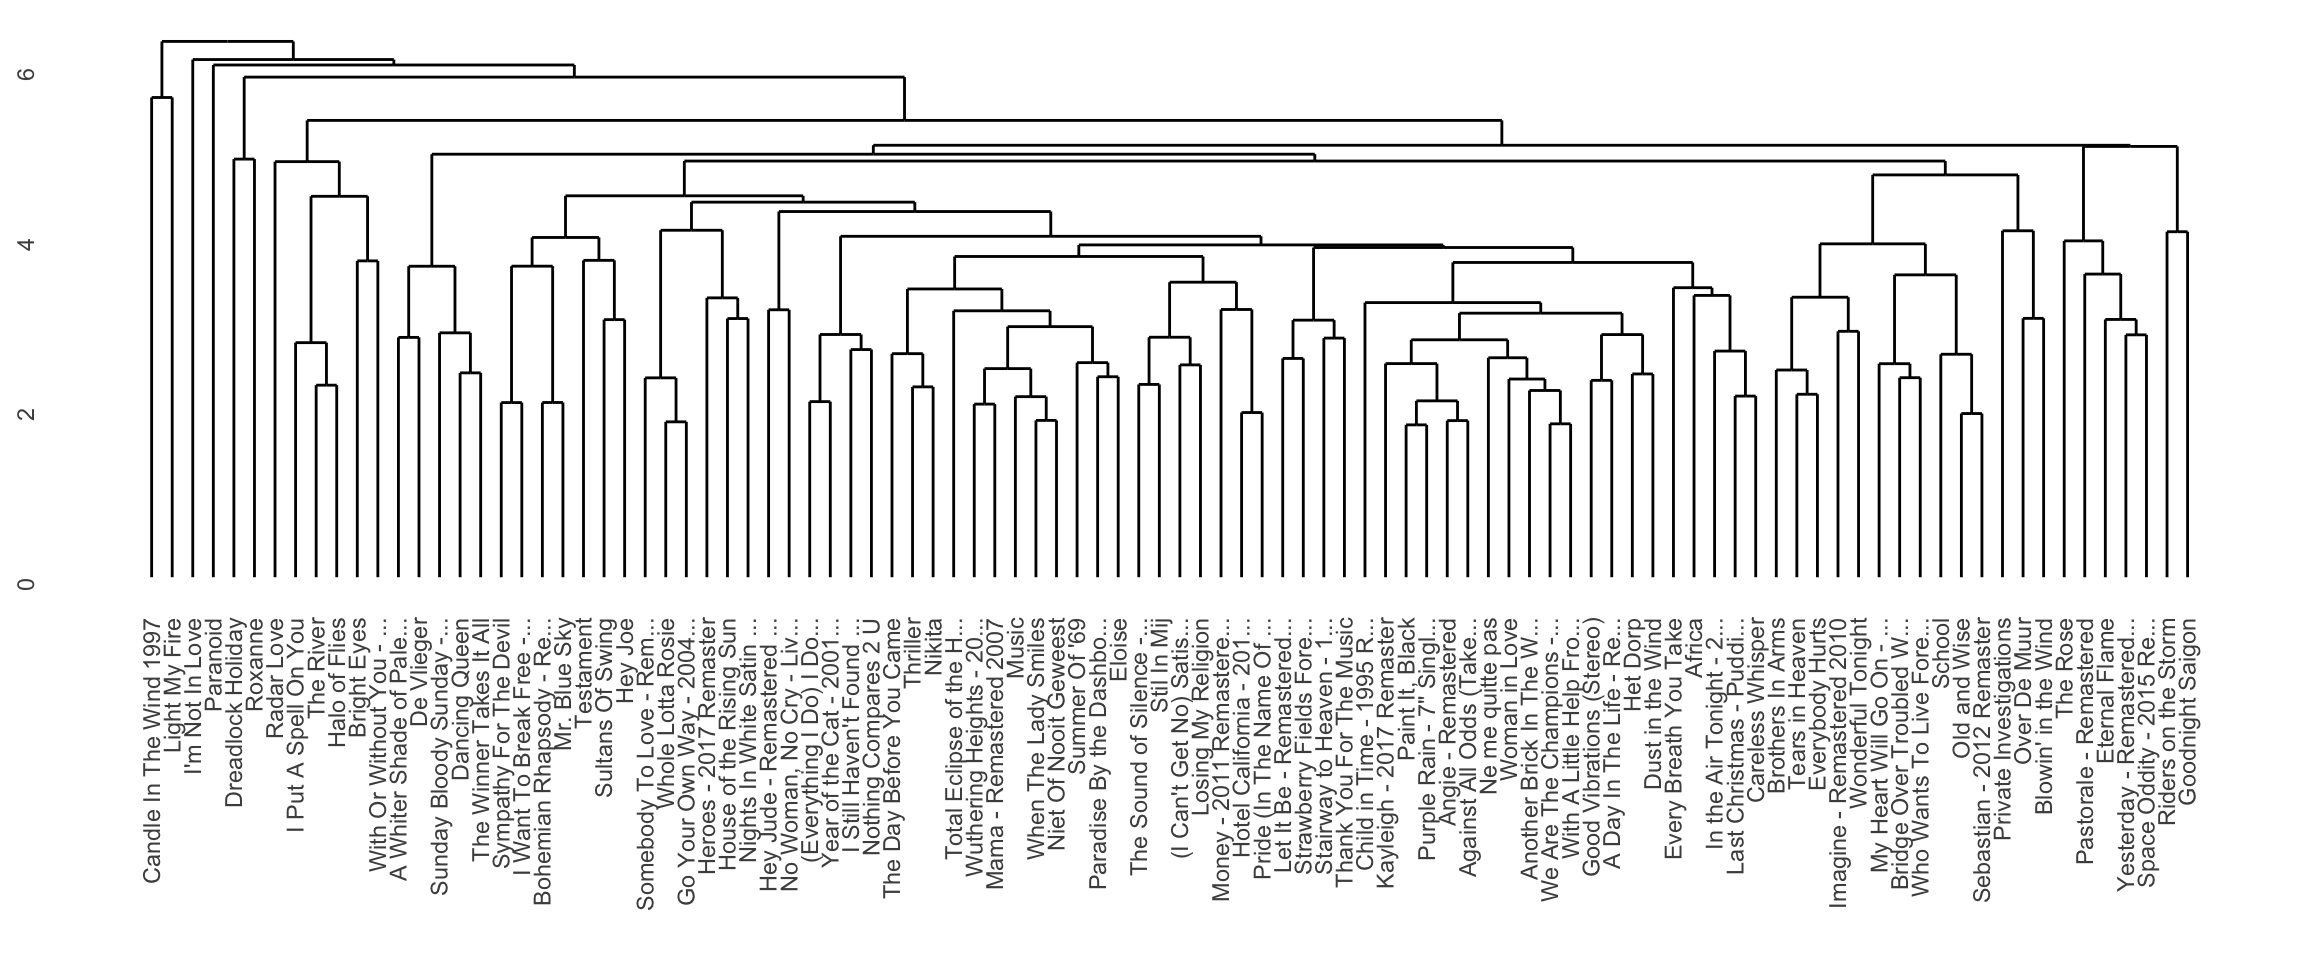 6
4
2
0
Candle In The Wind 1997
Light My Fire
I'm Not In Love
Paranoid
Dreadlock Holiday
Roxanne
Radar Love
I Put A Spell On You
The River
Halo of Flies
Bright Eyes
With Or Without You - ...
A Whiter Shade of Pale...
De Vlieger
Sunday Bloody Sunday -...
Dancing Queen
The Winner Takes It All
Sympathy For The Devil
I Want To Break Free -...
Bohemian Rhapsody - Re...
Mr. Blue Sky
Testament
Sultans Of Swing
Hey Joe
Somebody To Love - Rem...
Whole Lotta Rosie
Go Your Own Way - 2004...
Heroes - 2017 Remaster
House of the Rising Sun
Nights In White Satin ...
Hey Jude - Remastered ...
No Woman, No Cry - Liv...
(Everything I Do) I Do...
Year of the Cat - 2001...
I Still Haven't Found ...
Nothing Compares 2 U
The Day Before You Came
Thriller
Nikita
Total Eclipse of the H...
Wuthering Heights - 20...
Mama - Remastered 2007
Music
When The Lady Smiles
Niet Of Nooit Geweest
Summer Of '69
Paradise By the Dashbo...
Eloise
The Sound of Silence -...
Still In Mij
(I Can't Get No) Satis...
Losing My Religion
Money - 2011 Remastere...
Hotel California - 201...
Pride (In The Name Of ...
Let It Be - Remastered...
Strawberry Fields Fore...
Stairway to Heaven - 1...
Thank You For The Music
Child in Time - 1995 R...
Kayleigh - 2017 Remaster
Paint It, Black
Purple Rain - 7" Singl...
Angie - Remastered
Against All Odds (Take...
Ne me quitte pas
Woman in Love
Another Brick In The W...
We Are The Champions -...
With A Little Help Fro...
Good Vibrations (Stereo)
A Day In The Life - Re...
Het Dorp
Dust in the Wind
Every Breath You Take
Africa
In the Air Tonight - 2...
Last Christmas - Puddi...
Careless Whisper
Brothers In Arms
Tears in Heaven
Everybody Hurts
Imagine - Remastered 2010
Wonderful Tonight
My Heart Will Go On - ...
Bridge Over Troubled W...
Who Wants To Live Fore...
School
Old and Wise
Sebastian - 2012 Remaster
Private Investigations
Over De Muur
Blowin' in the Wind
The Rose
Pastorale - Remastered
Eternal Flame
Yesterday - Remastered...
Space Oddity - 2015 Re...
Riders on the Storm
Goodnight Saigon